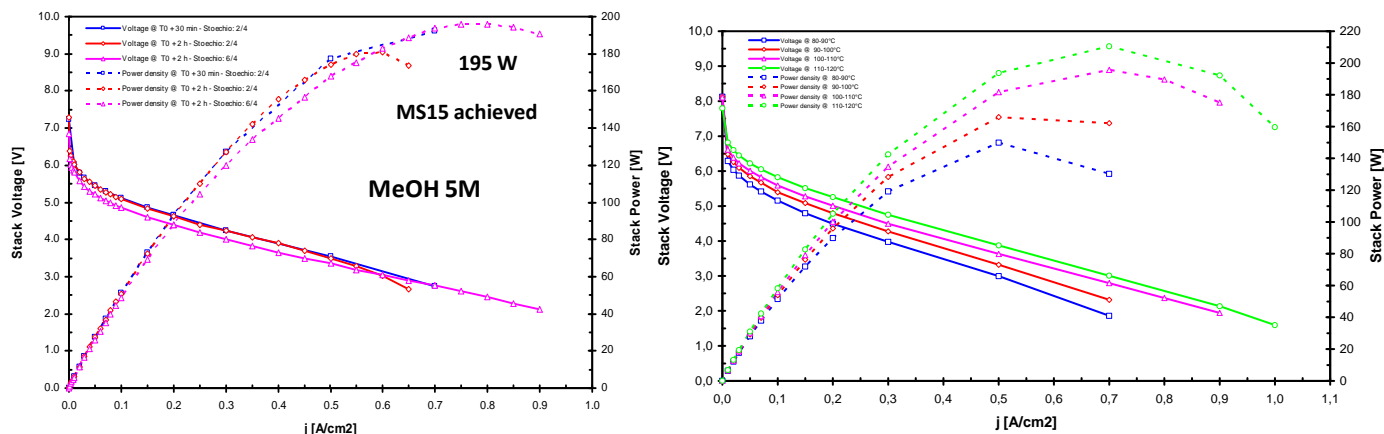 10.0
9.0
8.0
7.0
6.0
5.0
4.0
3.0
2.0
1.0
0.0
Stack Voltage [V]
Voltage @ T0 + 30 min - Stoechio: 2/4
Voltage @ T0 + 2 h - Stoechio: 2/4
Voltage @ T0 + 2 h - Stoechio: 6/4
Power density @ T0 + 30 min - Stoechio: 2/4
Power density @ T0 + 2 h - Stoechio: 2/4
Power density @ T0 + 2 h - Stoechio: 6/4
195 W
MS15 achieved
MeOH 5M
200
180
160
140
120
100
80
60
40
20
0
Stack Power [W]
0.0 0.1 0.2 0.3 0.4 0.5 0.6 0.7 0.8 0.9 1.0
j [A/cm2]
10,0
9,0
8,0
7,0
6,0
5,0
4,0
3,0
2,0
1,0
0,0
Stack Voltage [V]
Voltage @ 80-90°C
Voltage @ 90-100°C
Voltage @ 100-110°C
Voltage @ 110-120°C
Power density @ 80-90°C
Power density @ 90-100°C
Power density @ 100-110°C
Power density @ 110-120°C
220
200
180
160
140
120
100
80
60
40
20
0
Stack Power [W]
0,0 0,1 0,2 0,3 0,4 0,5 0,6 0,7 0,8 0,9 1,0 1,1
j [A/cm2]